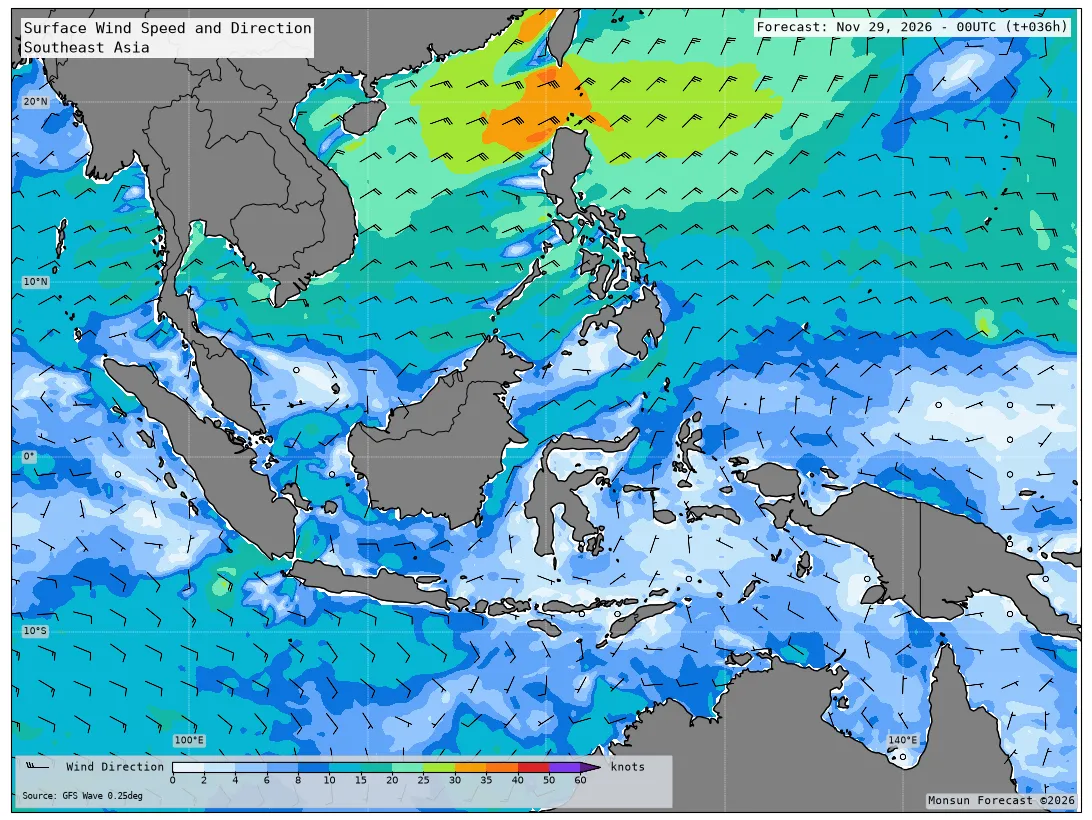 Surface Wind Speed and Direction
Southeast Asia
Forecast: Nov 29, 2026 - 00UTC (t+036h)
20°N
10°N
0°
10°S
100°E
140°E
Wind Direction
0 2 4 6 8 10 15 20 25 30 35 40 50 60
knots
Source: GFS Wave 0.25deg
Monsun Forecast ©2026